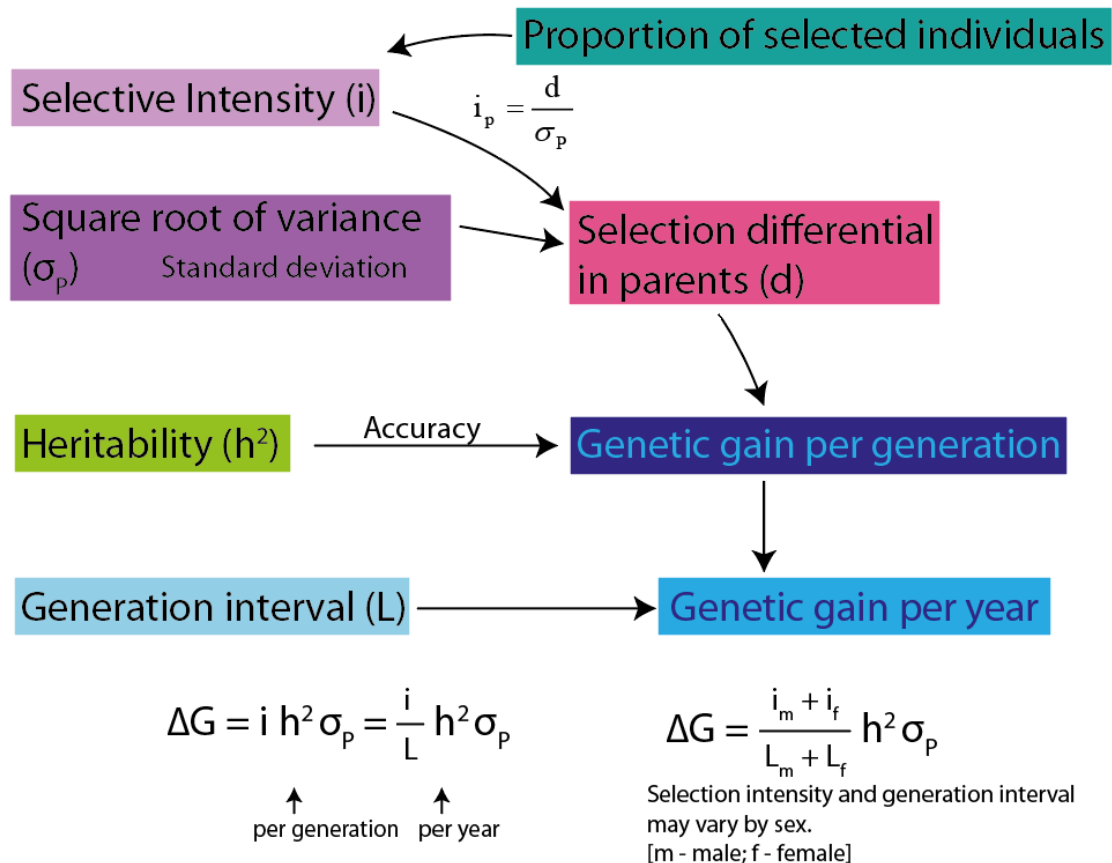 Proportion of selected individuals
Selective Intensity (i)
i_p = d/σ_P
Square root of variance
(σ_p) Standard deviation
Selection differential
in parents (d)
Heritability (h²)
Accuracy
Genetic gain per generation
Generation interval (L)
Genetic gain per year
ΔG = i h² σ_P = i/L h² σ_P
per generation per year
ΔG = (i_m + i_f)/(L_m + L_f) h² σ_P
Selection intensity and generation interval
may vary by sex.
[m - male; f - female]